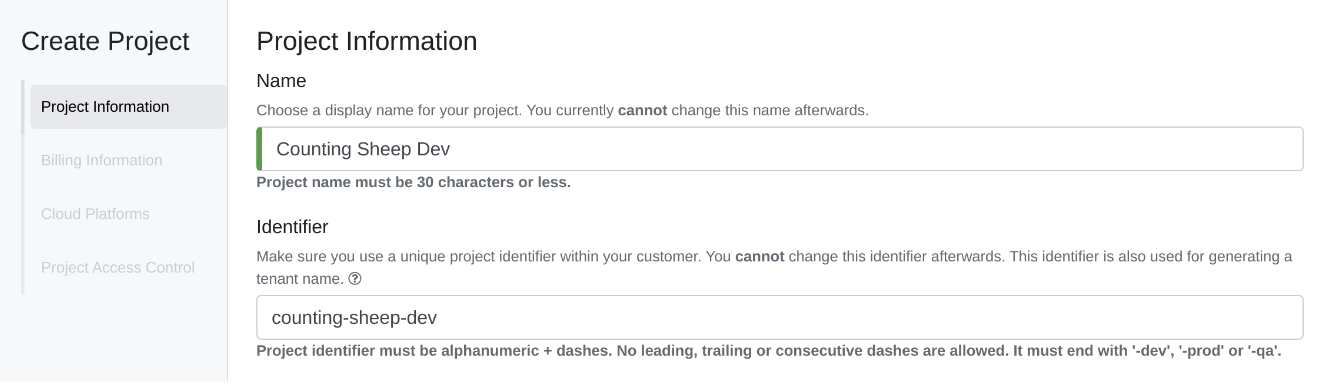 Create Project
Project Information
Billing Information
Cloud Platforms
Project Access Control
Project Information
Name
Choose a display name for your project. You currently cannot change this name afterwards.
Counting Sheep Dev
Project name must be 30 characters or less.
Identifier
Make sure you use a unique project identifier within your customer. You cannot change this identifier afterwards. This identifier is also used for generating a
tenant name. ?
counting-sheep-dev
Project identifier must be alphanumeric + dashes. No leading, trailing or consecutive dashes are allowed. It must end with '-dev', '-prod' or '-qa'.